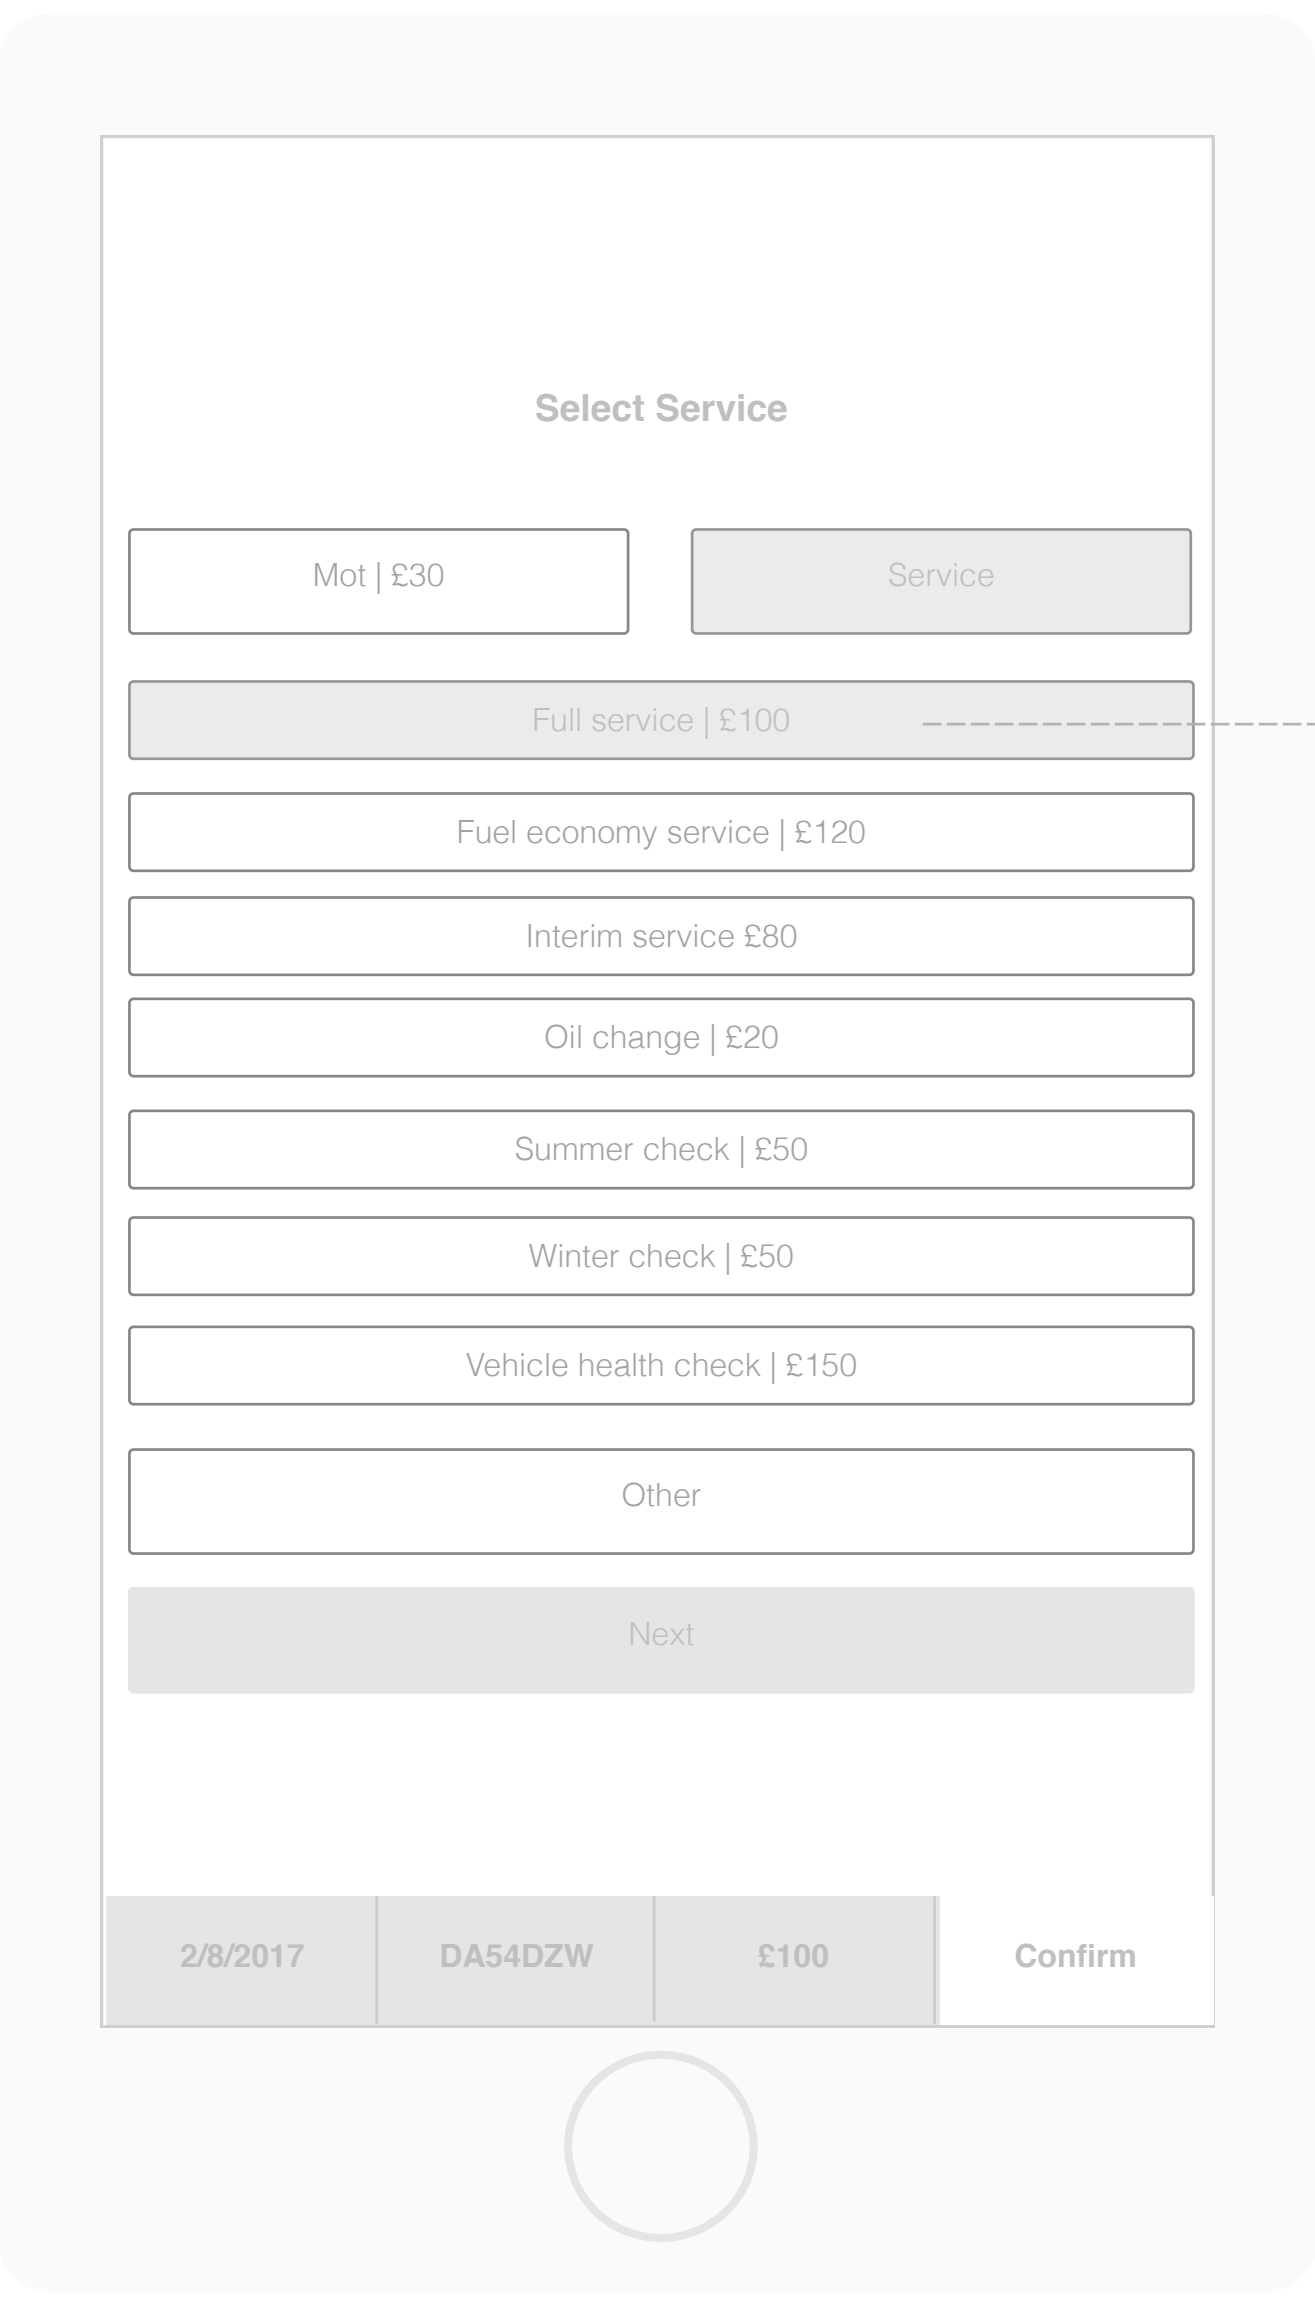 Select Service
Mot | £30
Service
Full service | £100
Fuel economy service | £120
Interim service £80
Oil change | £20
Summer check | £50
Winter check | £50
Vehicle health check | £150
Other
Next
2/8/2017
DA54DZW
£100
Confirm